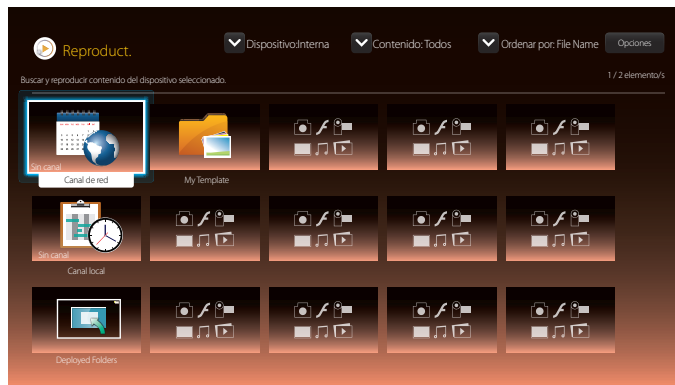 Reproduct.
Dispositivo:Interna
Contenido: Todos
Ordenar por: File Name
Opciones
Buscar y reproducir contenido del dispositivo seleccionado.
1 / 2 elemento/s
Sin canal
Canal de red
My Template
Sin canal
Canal local
Deployed Folders